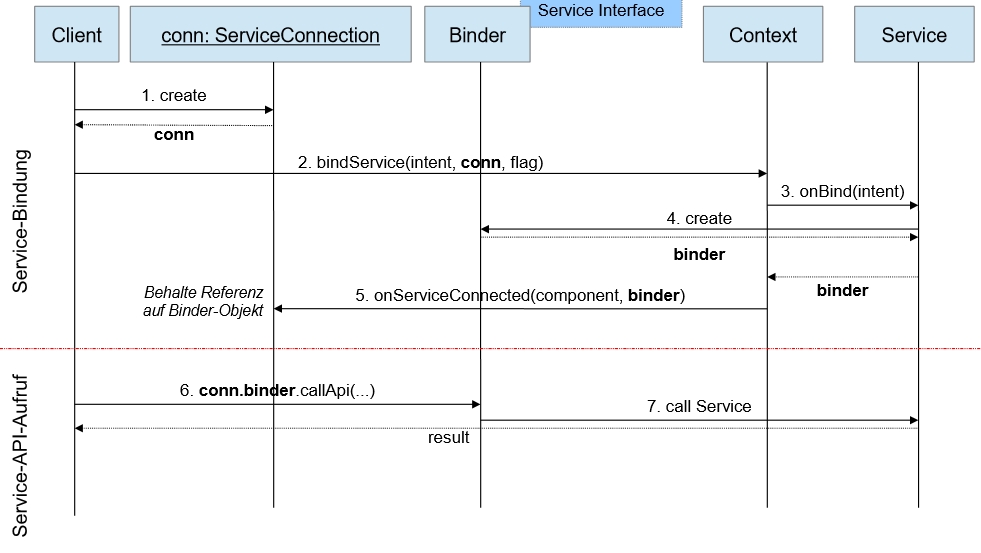 Service Interface
Client
conn: ServiceConnection
Binder
Context
Service
1. create
conn
2. bindService(intent, conn, flag)
3. onBind(intent)
4. create
binder
binder
Service-Bindung
Behalte Referenz
auf Binder-Objekt
5. onServiceConnected(component, binder)
Service-API-Aufruf
6. conn.binder.callApi(...)
7. call Service
result